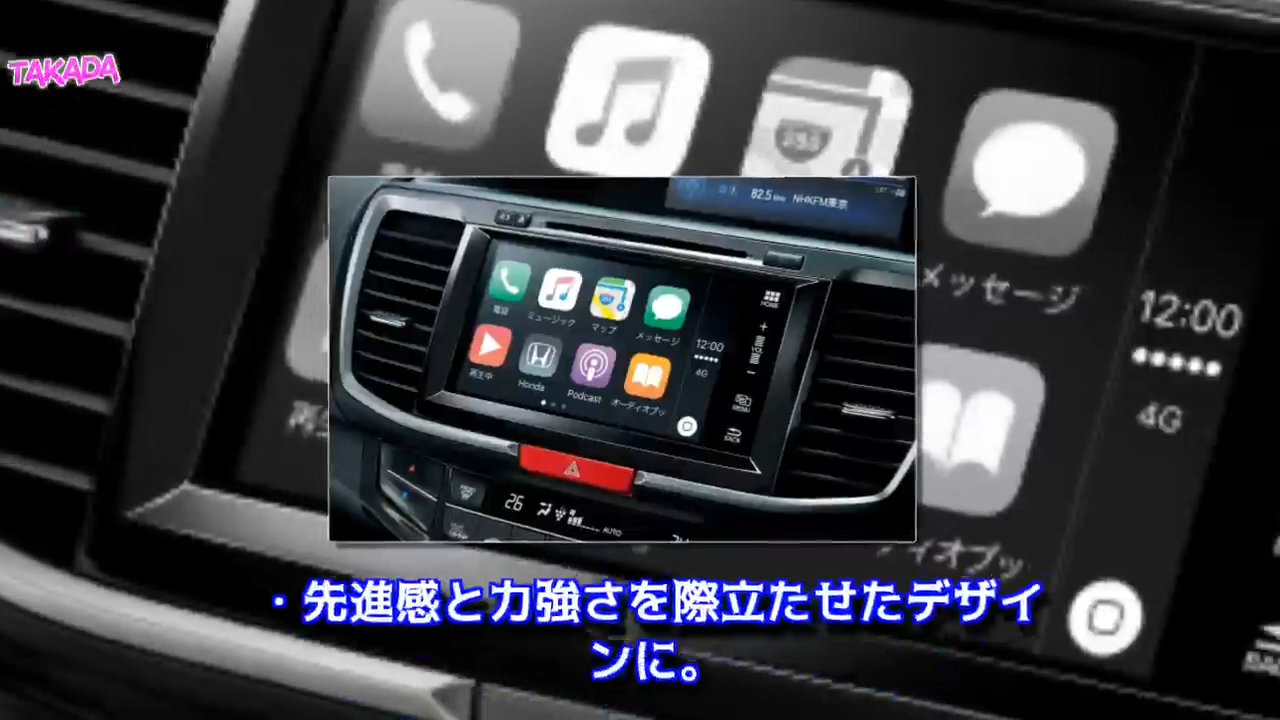 TAKADA
メッセージ
12:00
4G
ィオブッ
82.5
NHKFM東京
電話
ミュージック
マップ
メッセージ
12:00
4G
HOME
再生中
Honda
Podcast
オーディオブッ
MENU
BACK
26
AUTO
・先進感と力強さを際立たせたデザイ
ンに。